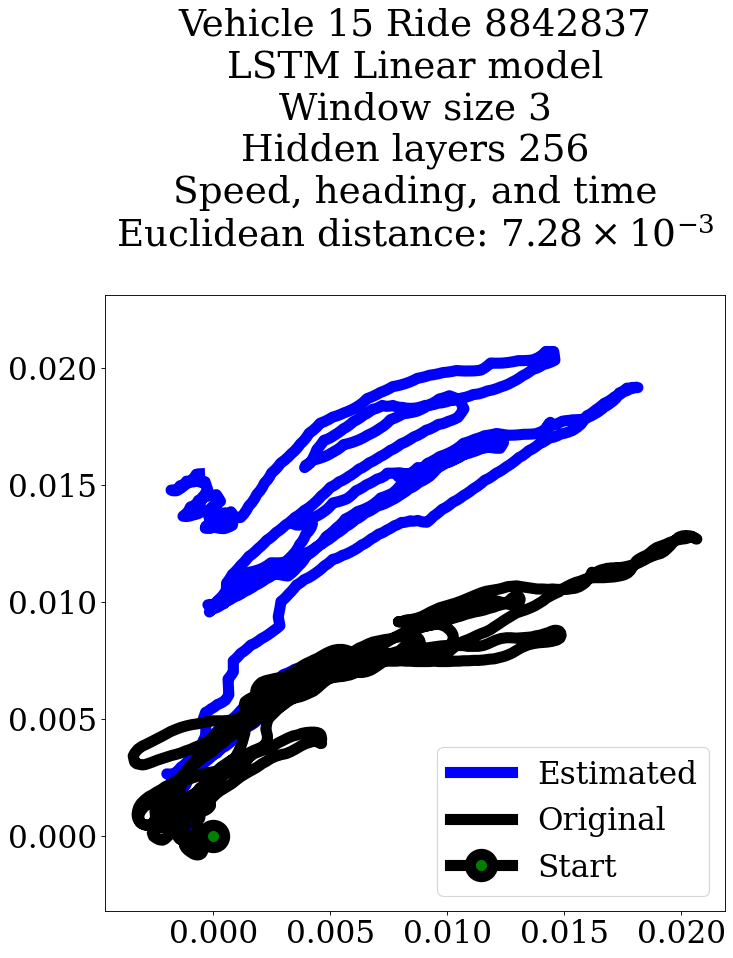 Vehicle 15 Ride 8842837
LSTM Linear model
Window size 3
Hidden layers 256
Speed, heading, and time
Euclidean distance: 7.28 × 10⁻³
0.020
0.015
0.010
0.005
0.000
Estimated
Original
Start
0.000 0.005 0.010 0.015 0.020